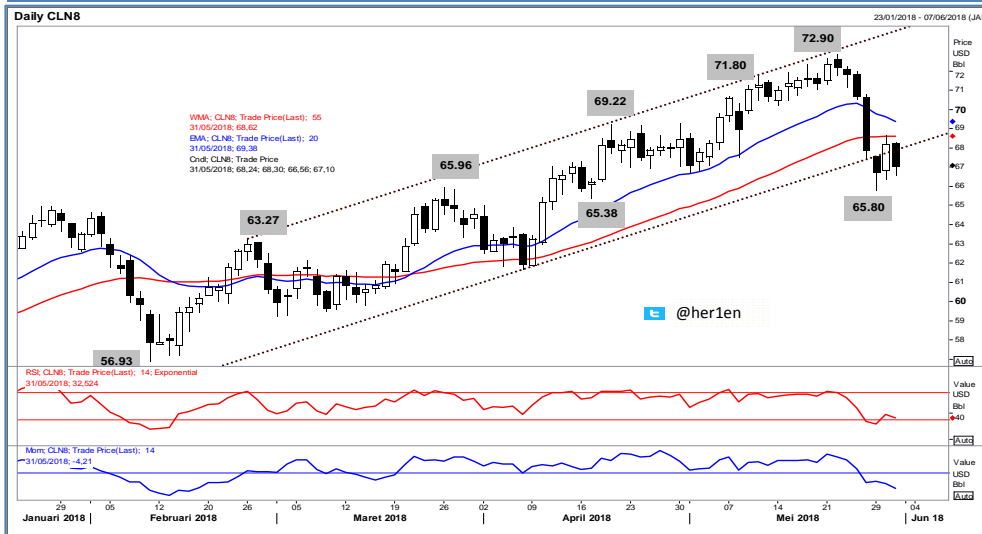 Daily CLN8
23/01/2018 - 07/06/2018 (JA
Price
USD
Bbl
72.90
71.80
69.22
65.96
63.27
65.38
65.80
56.93
WMA; CLN8; Trade Price(Last); 55
31/05/2018; 68,62
EMA; CLN8; Trade Price(Last); 20
31/05/2018; 69,38
Cndl; CLN8; Trade Price
31/05/2018; 68,24; 68,30; 66,56; 67,10
72
71
70
69
68
67
66
65
64
63
62
61
60
59
58
57
Auto
@her1en
RSI; CLN8; Trade Price(Last); 14; Exponential
31/05/2018; 32,524
Value
USD
Bbl
40
Auto
Mom; CLN8; Trade Price(Last); 14
31/05/2018; -4,21
Value
USD
Bbl
Auto
29 05 12 20 26 05 12 19 26 02 09 16 23 30 07 14 21 29 04
Januari 2018 Februari 2018 Maret 2018 April 2018 Mei 2018 Jun 18